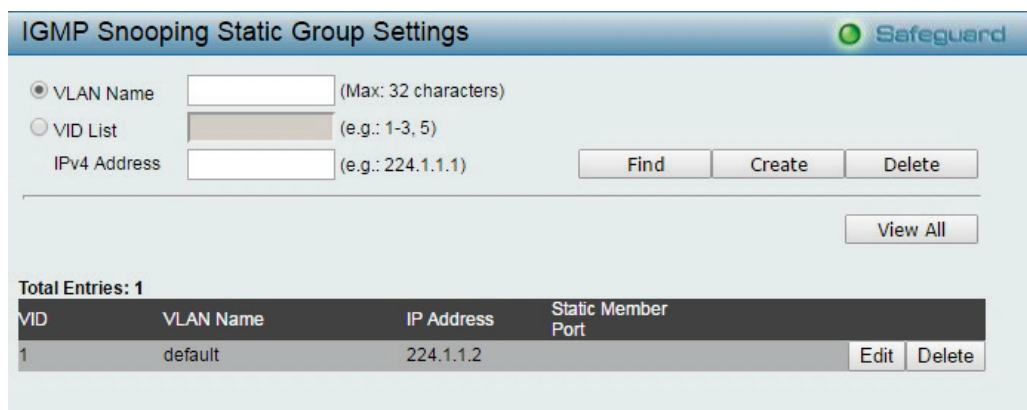 IGMP Snooping Static Group Settings Safeguard
VLAN Name (Max: 32 characters)
VID List (e.g.: 1-3, 5)
IPv4 Address (e.g.: 224.1.1.1) Find Create Delete
View All
Total Entries: 1
VID VLAN Name IP Address Static Member Port
1 default 224.1.1.2 Edit Delete